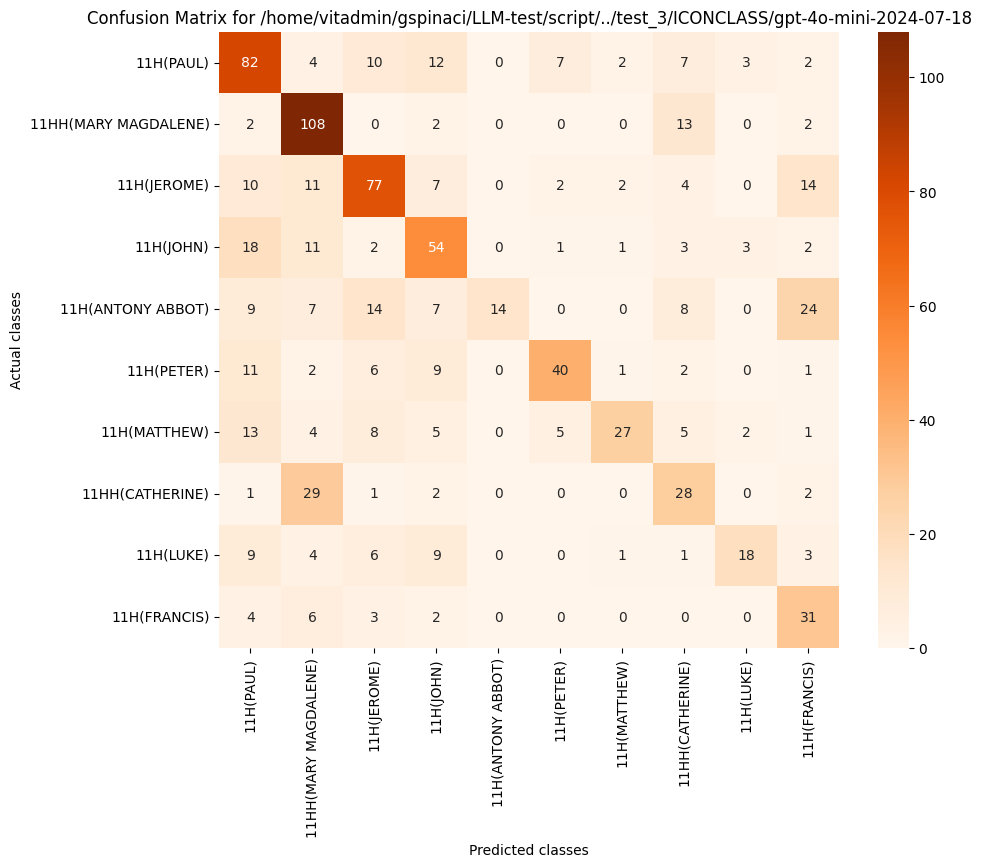 Confusion Matrix for /home/vitadmin/gspinaci/LLM-test/script/../test_3/ICONCLASS/gpt-4o-mini-2024-07-18
Actual classes
11H(PAUL) 82 4 10 12 0 7 2 7 3 2
11HH(MARY MAGDALENE) 2 108 0 2 0 0 0 13 0 2
11H(JEROME) 10 11 77 7 0 2 2 4 0 14
11H(JOHN) 18 11 2 54 0 1 1 3 3 2
11H(ANTONY ABBOT) 9 7 14 7 14 0 0 8 0 24
11H(PETER) 11 2 6 9 0 40 1 2 0 1
11H(MATTHEW) 13 4 8 5 0 5 27 5 2 1
11HH(CATHERINE) 1 29 1 2 0 0 0 28 0 2
11H(LUKE) 9 4 6 9 0 0 1 1 18 3
11H(FRANCIS) 4 6 3 2 0 0 0 0 0 31
11H(PAUL)
11HH(MARY MAGDALENE)
11H(JEROME)
11H(JOHN)
11H(ANTONY ABBOT)
11H(PETER)
11H(MATTHEW)
11HH(CATHERINE)
11H(LUKE)
11H(FRANCIS)
Predicted classes
100
80
60
40
20
0